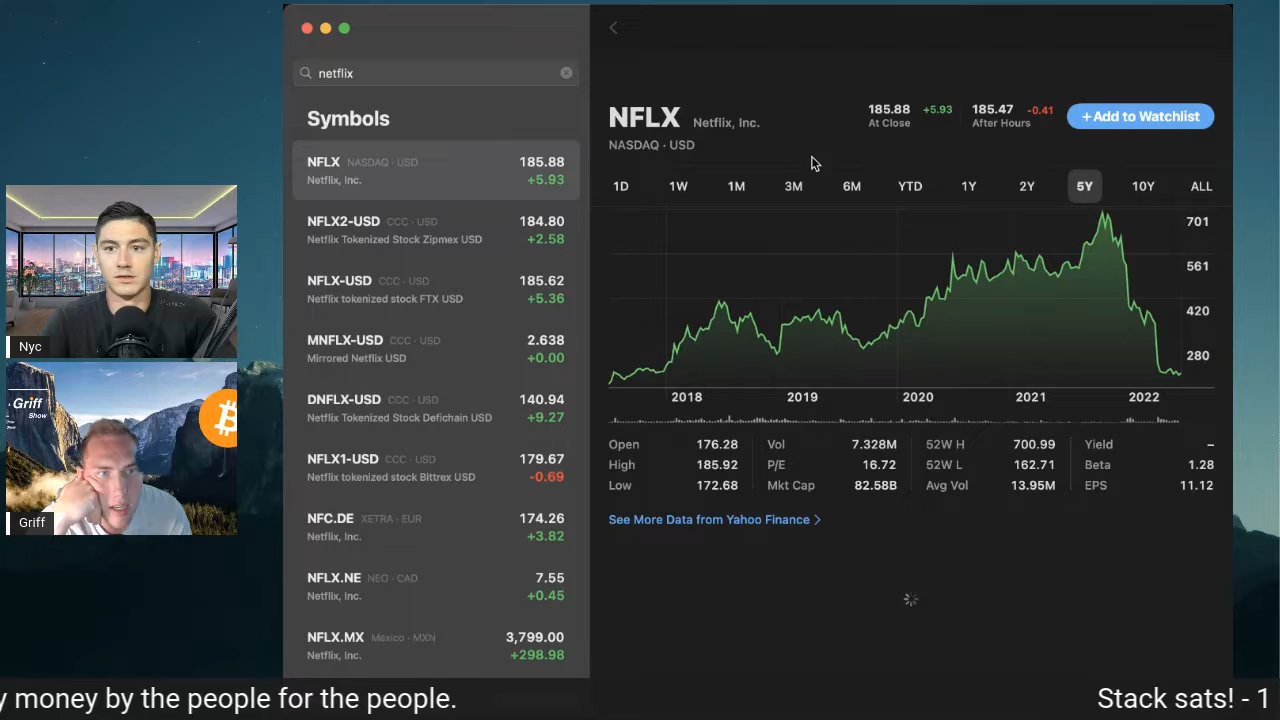 netflix
Symbols
NFLX NASDAQ · USD 185.88
Netflix, Inc. +5.93
NFLX2-USD CCC · USD 184.80
Netflix Tokenized Stock Zipmex USD +2.58
NFLX-USD CCC · USD 185.62
Netflix tokenized stock FTX USD +5.36
MNFLX-USD CCC · USD 2.638
Mirrored Netflix USD +0.00
DNFLX-USD CCC · USD 140.94
Netflix Tokenized Stock Defichain USD +9.27
NFLX1-USD CCC · USD 179.67
Netflix tokenized stock Bittrex USD -0.69
NFC.DE XETRA · EUR 174.26
Netflix, Inc. +3.82
NFLX.NE NEO · CAD 7.55
Netflix, Inc. +0.45
NFLX.MX Mexico · MXN 3,799.00
Netflix, Inc. +298.98
NFLX Netflix, Inc.
NASDAQ · USD
185.88 +5.93
At Close
185.47 -0.41
After Hours
+ Add to Watchlist
1D 1W 1M 3M 6M YTD 1Y 2Y 5Y 10Y ALL
701
561
420
280
2018 2019 2020 2021 2022
Open 176.28 Vol 7.328M 52W H 700.99 Yield –
High 185.92 P/E 16.72 52W L 162.71 Beta 1.28
Low 172.68 Mkt Cap 82.58B Avg Vol 13.95M EPS 11.12
See More Data from Yahoo Finance >
Nyc
Griff
Show
Griff
y money by the people for the people.
Stack sats! - 1